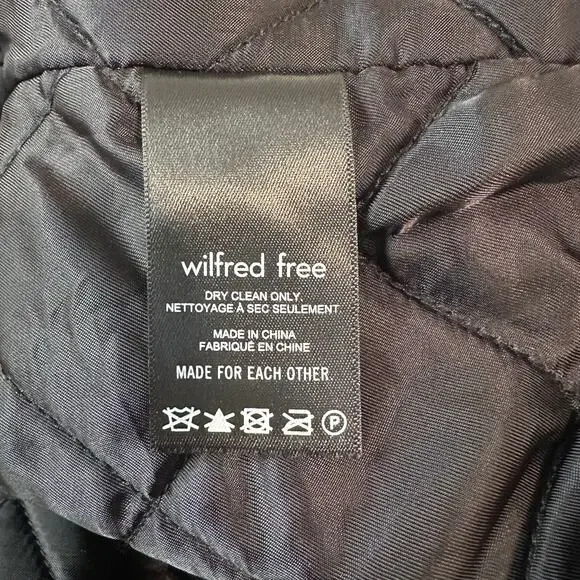 wilfred free
DRY CLEAN ONLY.
NETTOYAGE À SEC SEULEMENT.
MADE IN CHINA
FABRIQUÉ EN CHINE
MADE FOR EACH OTHER.
P